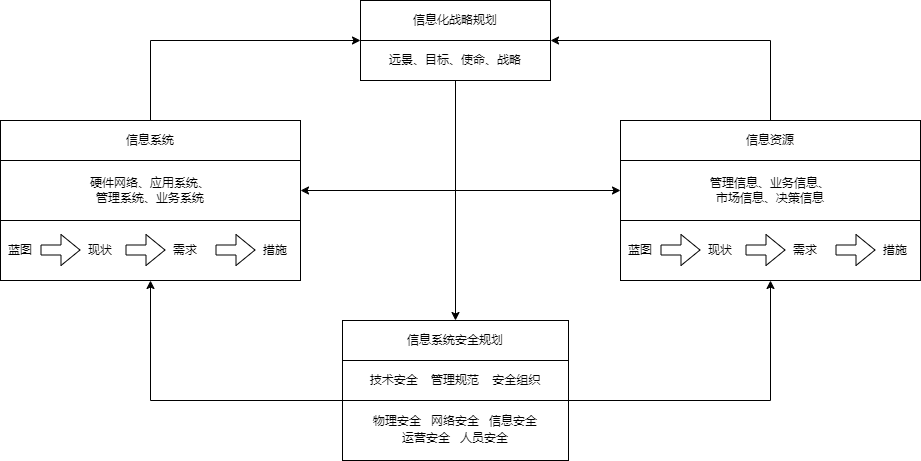 信息化战略规划
远景、目标、使命、战略
信息系统
硬件网络、应用系统、
管理系统、业务系统
蓝图 现状 需求 措施
信息资源
管理信息、业务信息、
市场信息、决策信息
蓝图 现状 需求 措施
信息系统安全规划
技术安全 管理规范 安全组织
物理安全 网络安全 信息安全
运营安全 人员安全